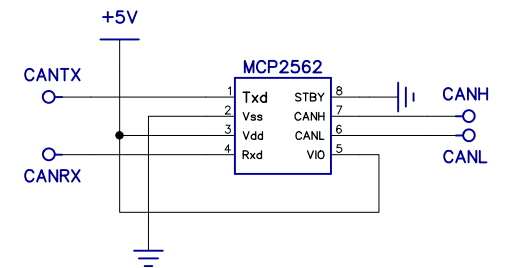 +5V
MCP2562
CANTX
1 Txd STBY 8
CANH
2 Vss CANH 7
3 Vdd CANL 6
4 Rxd VIO 5
CANRX
CANL